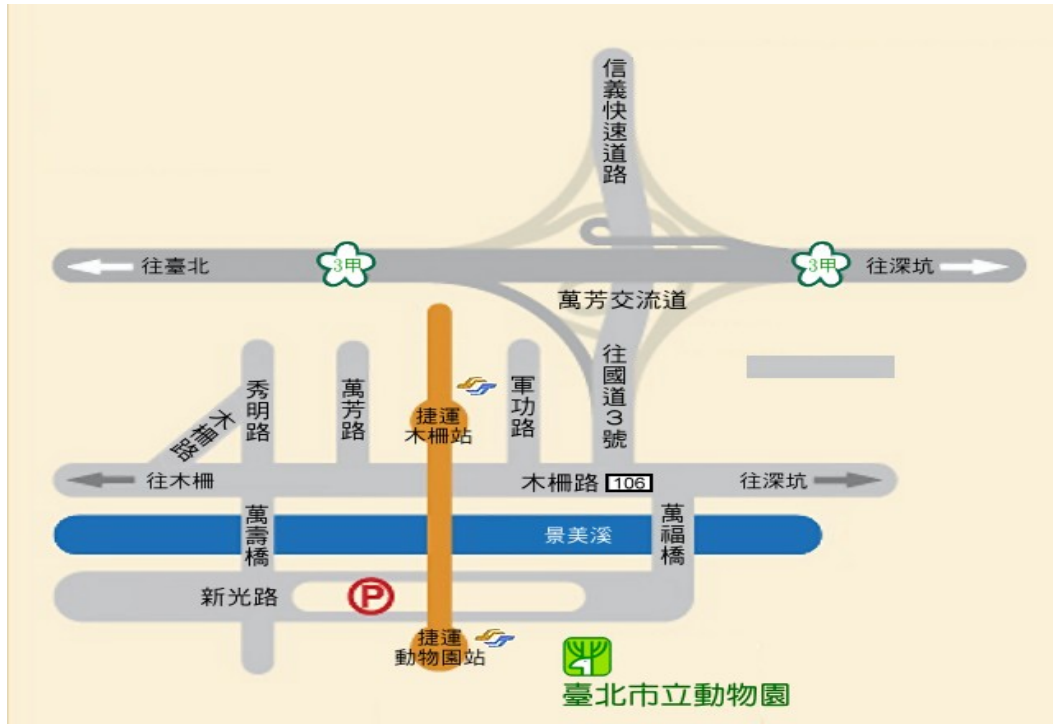 信義快速道路
往臺北
3甲
3甲
往深坑
萬芳交流道
往國道3號
秀明路
木柵路
萬芳路
捷運
木柵站
軍功路
往木柵
木柵路 106
往深坑
萬壽橋
景美溪
萬福橋
新光路
P
捷運
動物園站
臺北市立動物園